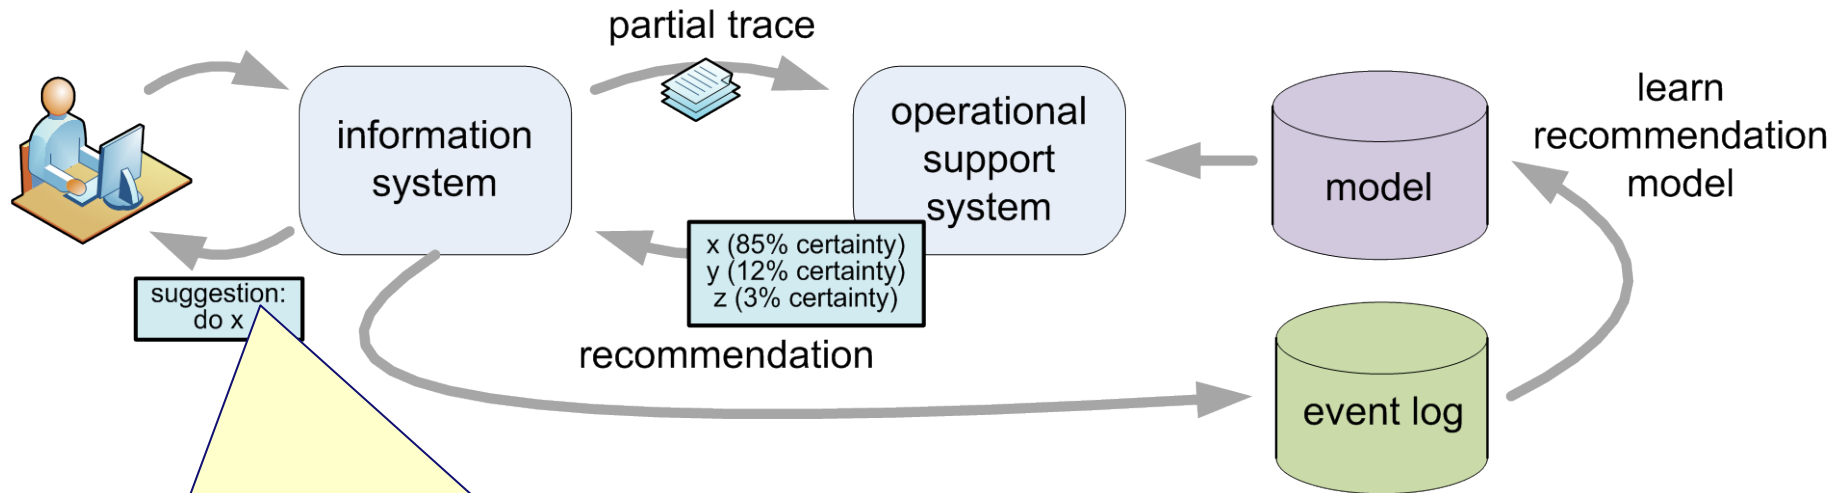 partial trace
information
system
operational
support
system
model
learn
recommendation
model
x (85% certainty)
y (12% certainty)
z (3% certainty)
suggestion:
do x
recommendation
event log